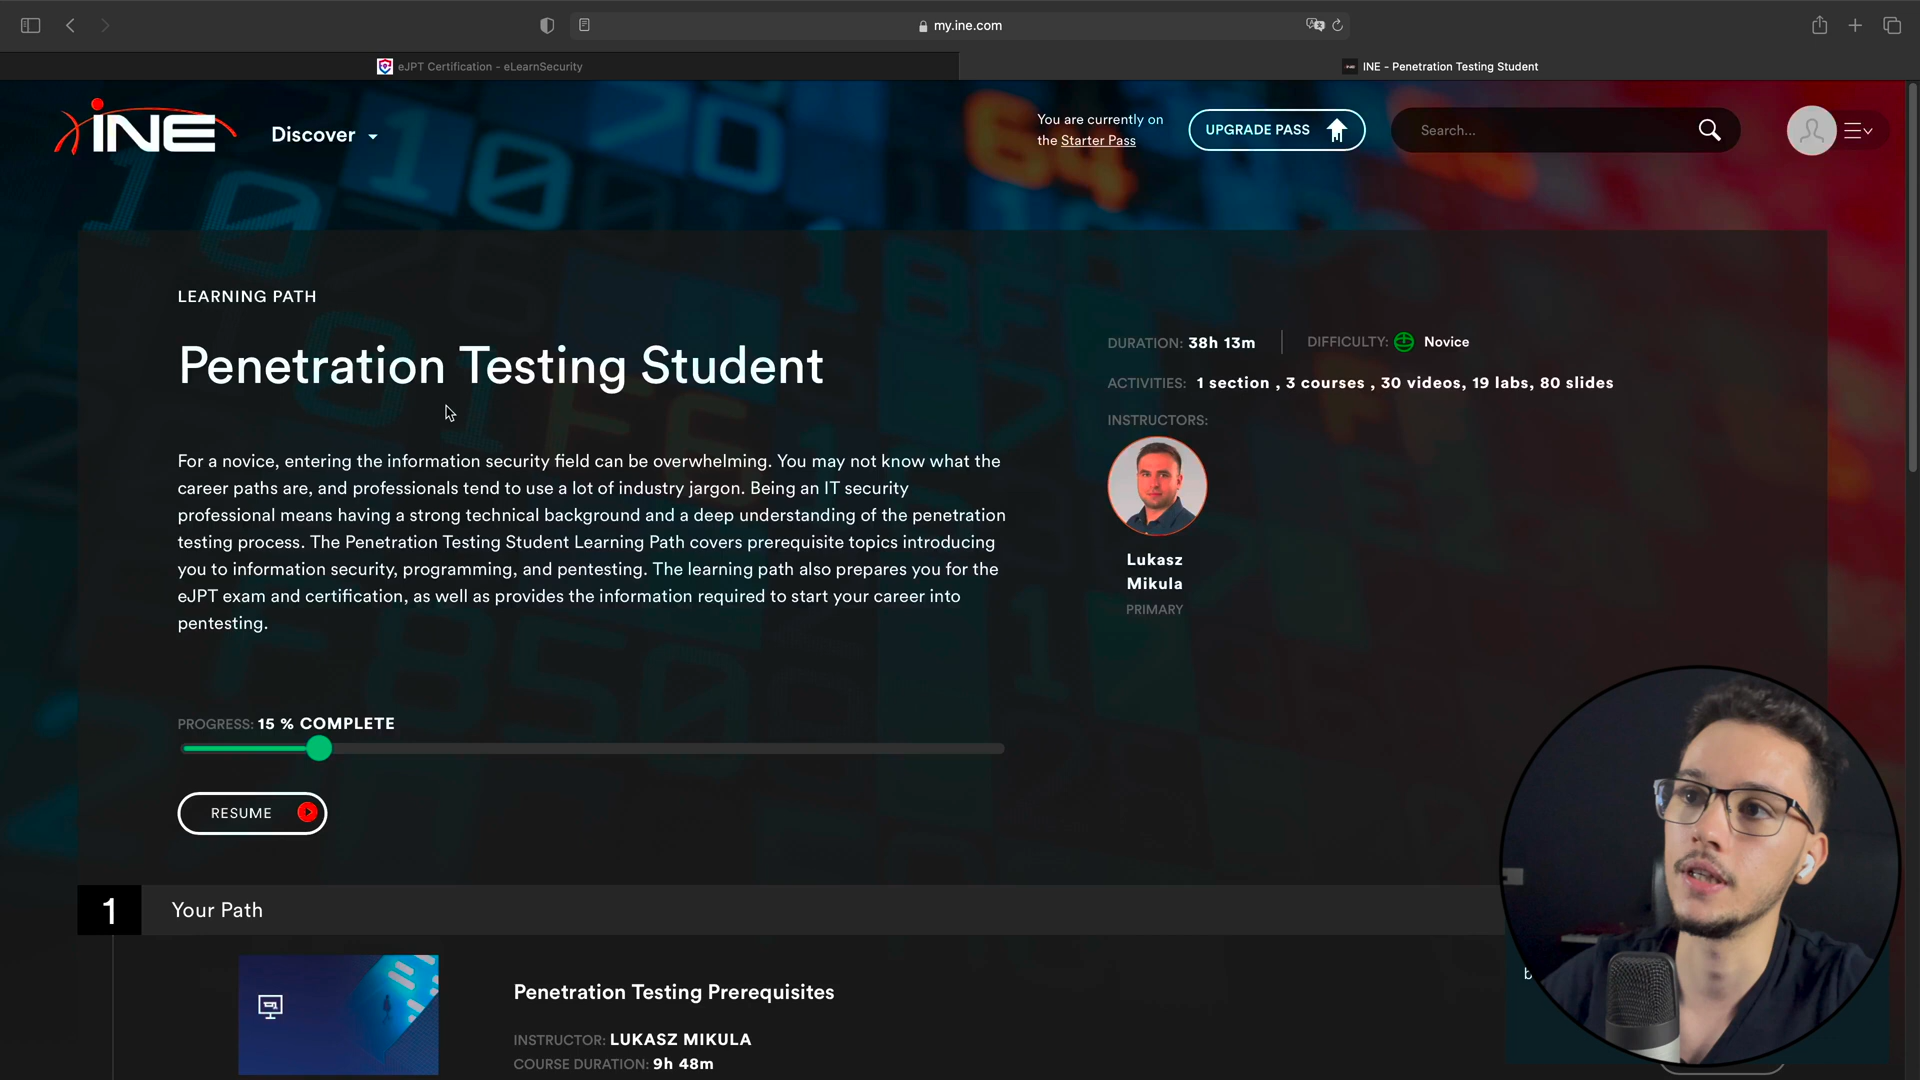 my.ine.com
eJPT Certification - eLearnSecurity
INE - Penetration Testing Student
INE
Discover
You are currently on
the Starter Pass
UPGRADE PASS
Search...
LEARNING PATH
Penetration Testing Student
DURATION: 38h 13m
DIFFICULTY: Novice
ACTIVITIES: 1 section , 3 courses , 30 videos, 19 labs, 80 slides
INSTRUCTORS:
Lukasz
Mikula
PRIMARY
For a novice, entering the information security field can be overwhelming. You may not know what the
career paths are, and professionals tend to use a lot of industry jargon. Being an IT security
professional means having a strong technical background and a deep understanding of the penetration
testing process. The Penetration Testing Student Learning Path covers prerequisite topics introducing
you to information security, programming, and pentesting. The learning path also prepares you for the
eJPT exam and certification, as well as provides the information required to start your career into
pentesting.
PROGRESS: 15 % COMPLETE
RESUME
1
Your Path
Penetration Testing Prerequisites
INSTRUCTOR: LUKASZ MIKULA
COURSE DURATION: 9h 48m